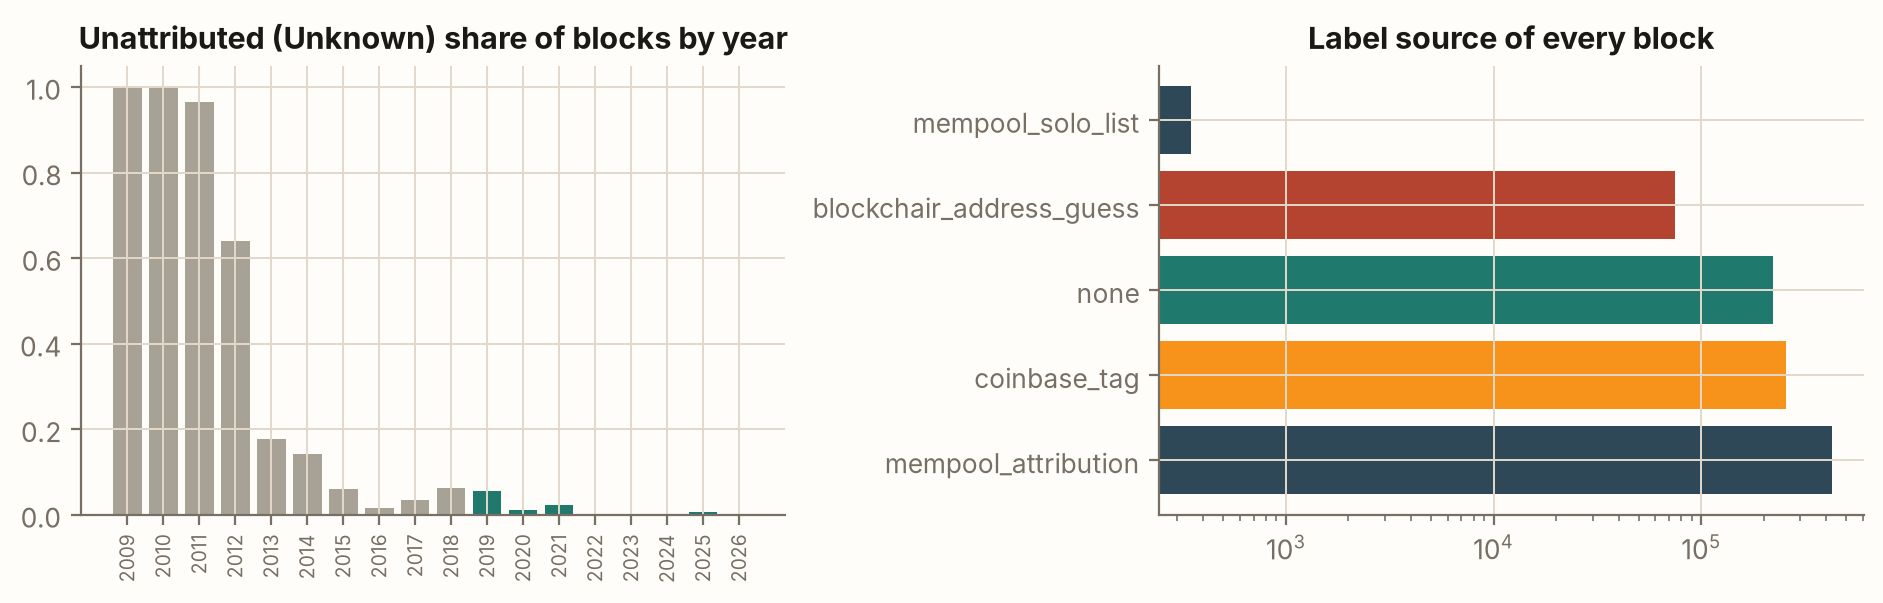 Unattributed (Unknown) share of blocks by year
1.0
0.8
0.6
0.4
0.2
0.0
2009 2010 2011 2012 2013 2014 2015 2016 2017 2018 2019 2020 2021 2022 2023 2024 2025 2026
Label source of every block
mempool_solo_list
blockchair_address_guess
none
coinbase_tag
mempool_attribution
10³ 10⁴ 10⁵